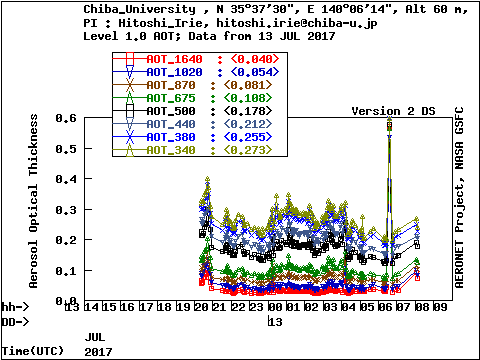 Chiba_University , N 35°37'30", E 140°06'14", Alt 60 m,
PI : Hitoshi_Irie, hitoshi.irie@chiba-u.jp
Level 1.0 AOT; Data from 13 JUL 2017
AOT_1640 : <0.040>
AOT_1020 : <0.054>
AOT_870 : <0.081>
AOT_675 : <0.108>
AOT_500 : <0.178>
AOT_440 : <0.212>
AOT_380 : <0.255>
AOT_340 : <0.273>
Version 2 DS
Aerosol Optical Thickness
0.6
0.5
0.4
0.3
0.2
0.1
0.0
AERONET Project, NASA GSFC
hh-> 13 14 15 16 17 18 19 20 21 22 23 00 01 02 03 04 05 06 07 08 09
DD-> 13
JUL
Time(UTC) 2017